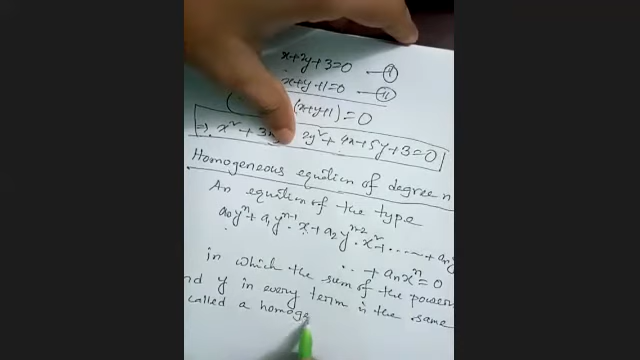 x+2y+3=0 —(I)
x+y+1=0 —(II)
(x+y+1) = 0
⇒ x² + 3 2y² + 4x+5y+3=0
Homogeneous equation of degree n
An equation of the type
a₀yⁿ + a₁yⁿ⁻¹. x + a₂yⁿ⁻². x² + ...... + aₙ
.. + aₙxⁿ = 0
in which the sum of the powers
nd y in every term is the same
called a homoge